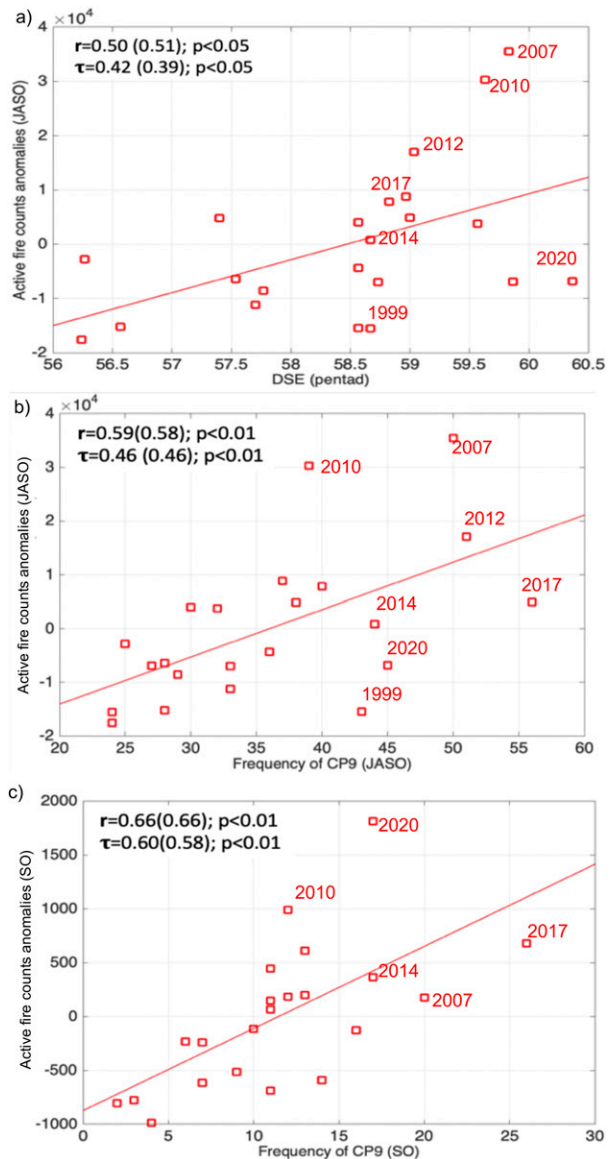 a)
×10⁴
r=0.50 (0.51); p<0.05
τ=0.42 (0.39); p<0.05
2007
2010
2012
2017
2014
2020
1999
4
3
2
1
0
-1
-2
56 56.5 57 57.5 58 58.5 59 59.5 60 60.5
DSE (pentad)
Active fire counts anomalies (JASO)
b)
×10⁴
r=0.59(0.58); p<0.01
τ=0.46 (0.46); p<0.01
2007
2010
2012
2017
2014
2020
1999
4
3
2
1
0
-1
-2
20 25 30 35 40 45 50 55 60
Frequency of CP9 (JASO)
Active fire counts anomalies (JASO)
c)
r=0.66(0.66); p<0.01
τ=0.60(0.58); p<0.01
2020
2010
2017
2014
2007
2000
1500
1000
500
0
-500
-1000
0 5 10 15 20 25 30
Frequency of CP9 (SO)
Active fire counts anomalies (SO)